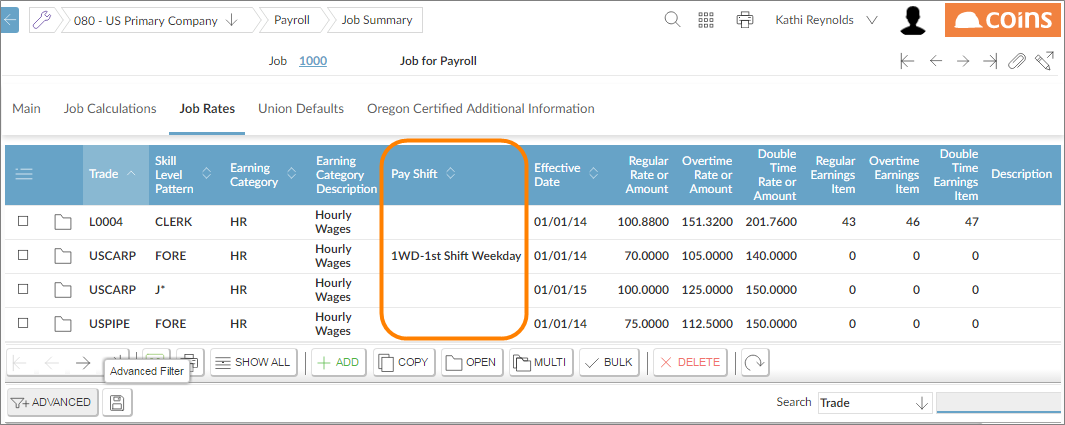 080 - US Primary Company Payroll Job Summary Kathi Reynolds coins
Job 1000 Job for Payroll
Main Job Calculations Job Rates Union Defaults Oregon Certified Additional Information
Trade Skill Level Pattern Earning Category Earning Category Description Pay Shift Effective Date Regular Rate or Amount Overtime Rate or Amount Double Time Rate or Amount Regular Earnings Item Overtime Earnings Item Double Time Earnings Item Description
L0004 CLERK HR Hourly Wages 01/01/14 100.8800 151.3200 201.7600 43 46 47
USCARP FORE HR Hourly Wages 1WD-1st Shift Weekday 01/01/14 70.0000 105.0000 140.0000 0 0 0
USCARP J* HR Hourly Wages 01/01/15 100.0000 125.0000 150.0000 0 0 0
USPIPE FORE HR Hourly Wages 01/01/14 75.0000 112.5000 150.0000 0 0 0
SHOW ALL ADD COPY OPEN MULTI BULK DELETE
Advanced Filter
ADVANCED Search Trade